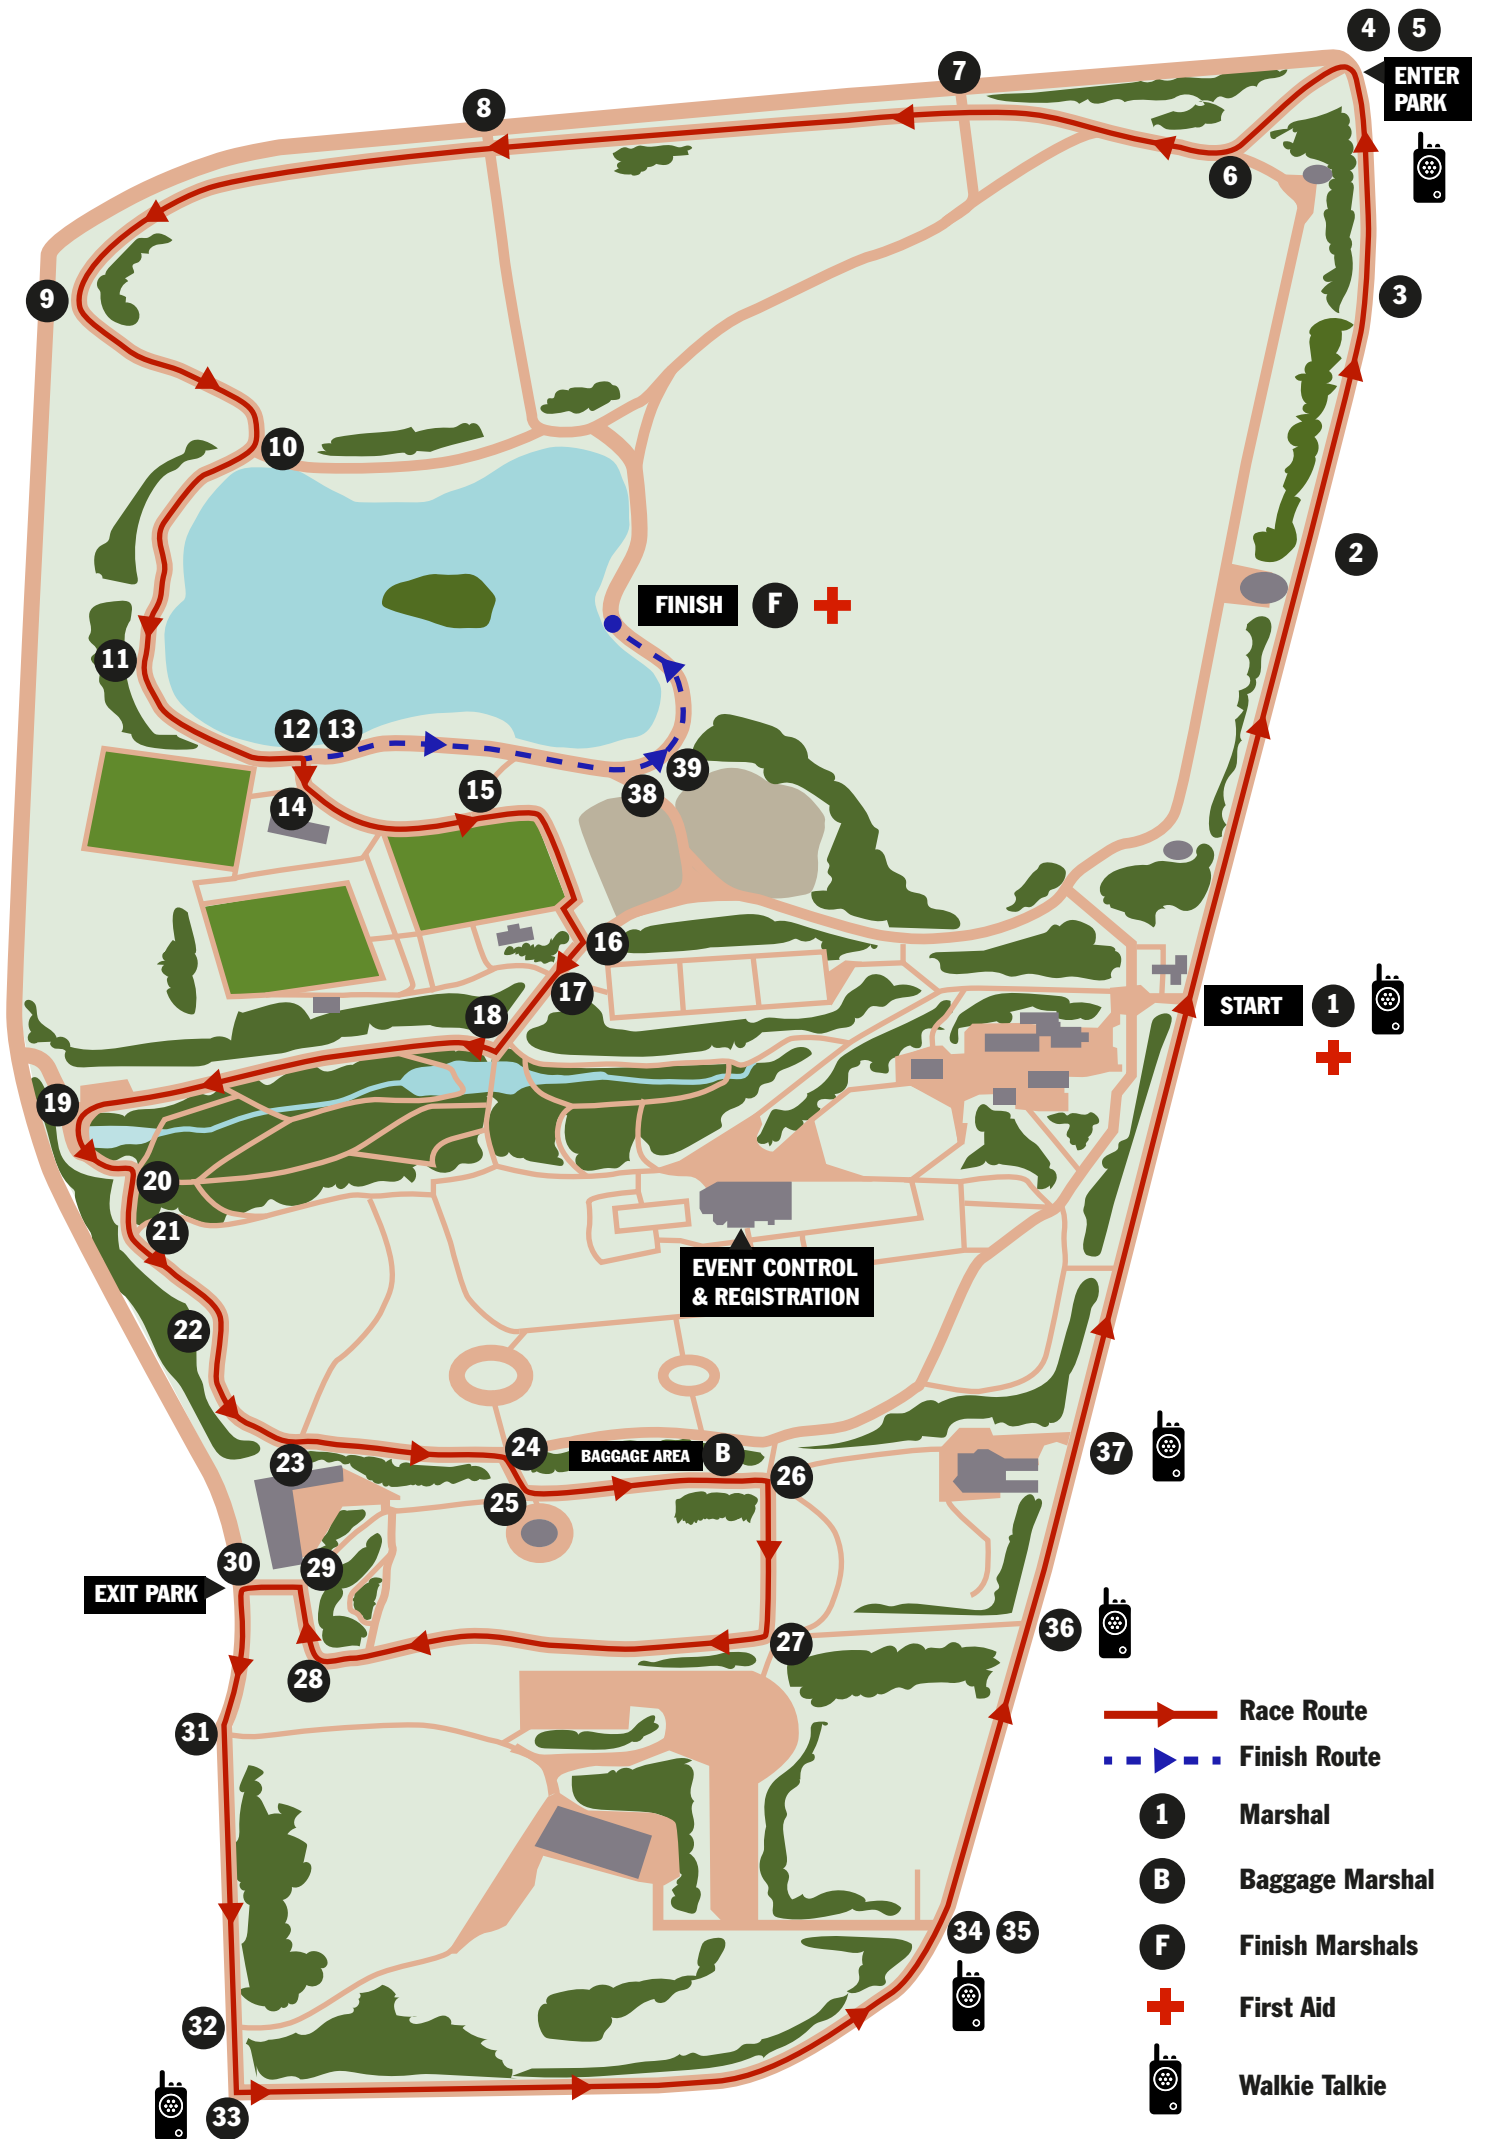 4 5
ENTER
PARK
7
8
6
9
3
10
2
FINISH F
11
12 13
39
38
15
14
16
17
START 1
18
19
20
21
EVENT CONTROL
& REGISTRATION
22
24
BAGGAGE AREA B
37
23
26
25
30
29
EXIT PARK
36
27
28
31
Race Route
Finish Route
1 Marshal
B Baggage Marshal
34 35
F Finish Marshals
First Aid
32
Walkie Talkie
33